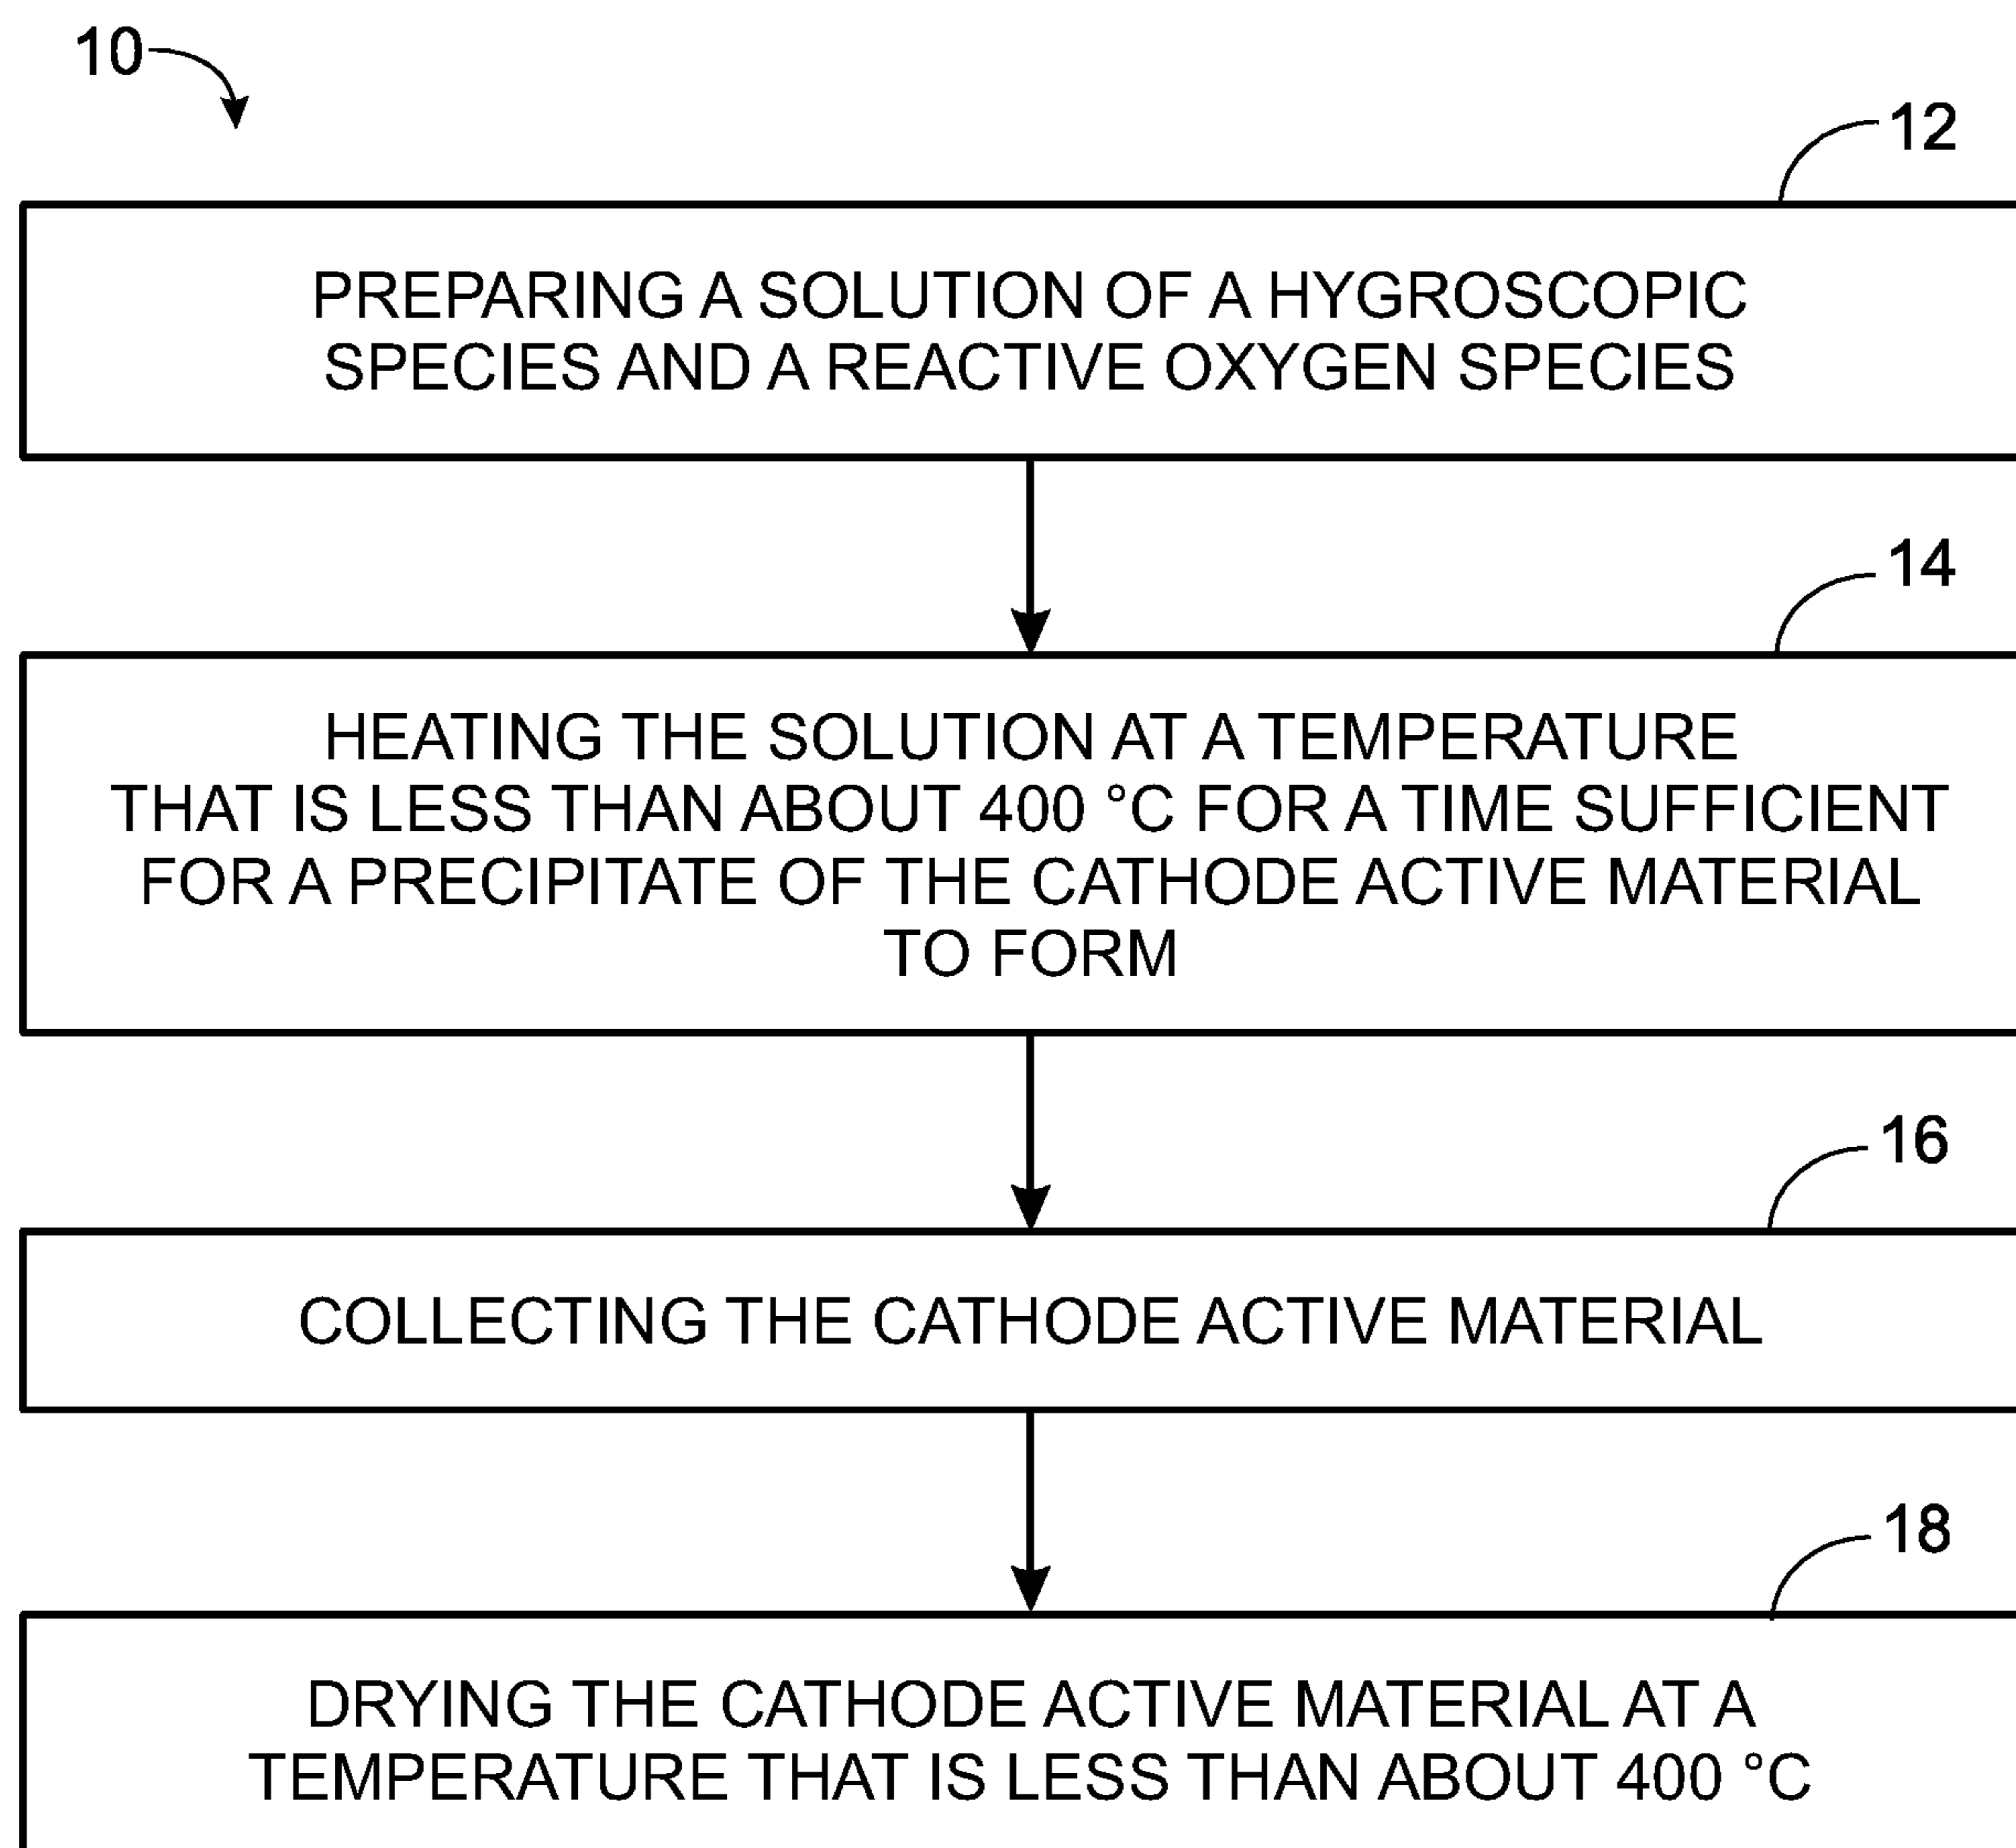 10
12
PREPARING A SOLUTION OF A HYGROSCOPIC
SPECIES AND A REACTIVE OXYGEN SPECIES
14
HEATING THE SOLUTION AT A TEMPERATURE
THAT IS LESS THAN ABOUT 400 °C FOR A TIME SUFFICIENT
FOR A PRECIPITATE OF THE CATHODE ACTIVE MATERIAL
TO FORM
16
COLLECTING THE CATHODE ACTIVE MATERIAL
18
DRYING THE CATHODE ACTIVE MATERIAL AT A
TEMPERATURE THAT IS LESS THAN ABOUT 400 °C